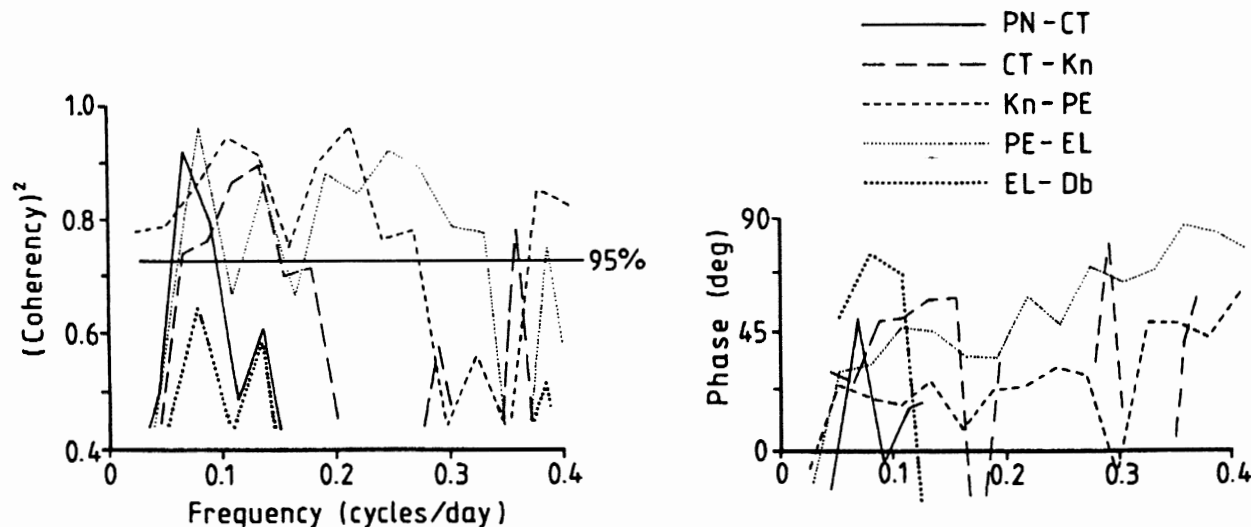 PN-CT
CT-Kn
Kn-PE
PE-EL
EL-Db
1.0
0.8
0.6
0.4
(Coherency)²
95%
0 0.1 0.2 0.3 0.4
Frequency (cycles/day)
90
45
0
Phase (deg)
0 0.1 0.2 0.3 0.4